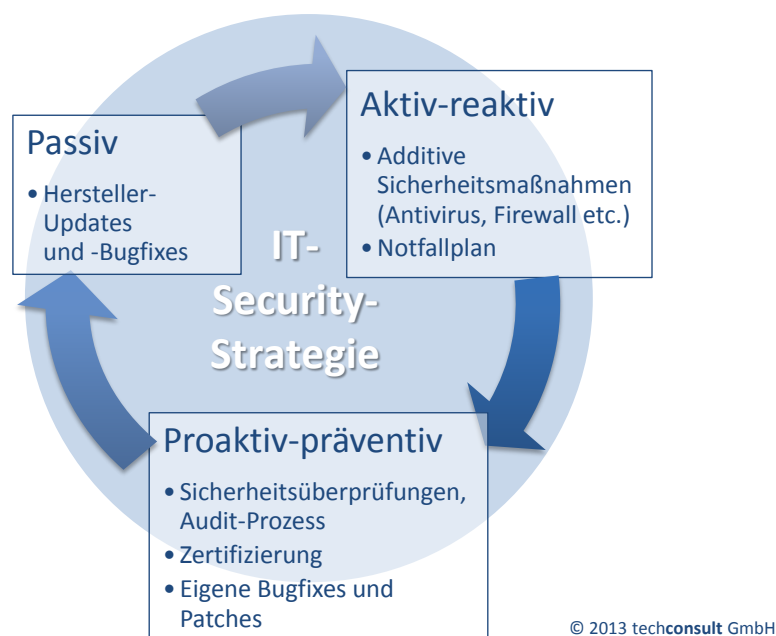 Passiv
• Hersteller-
Updates
und -Bugfixes
Aktiv-reaktiv
• Additive
Sicherheitsmaßnahmen
(Antivirus, Firewall etc.)
• Notfallplan
IT-
Security-
Strategie
Proaktiv-präventiv
• Sicherheitsüberprüfungen,
Audit-Prozess
• Zertifizierung
• Eigene Bugfixes und
Patches
© 2013 techconsult GmbH